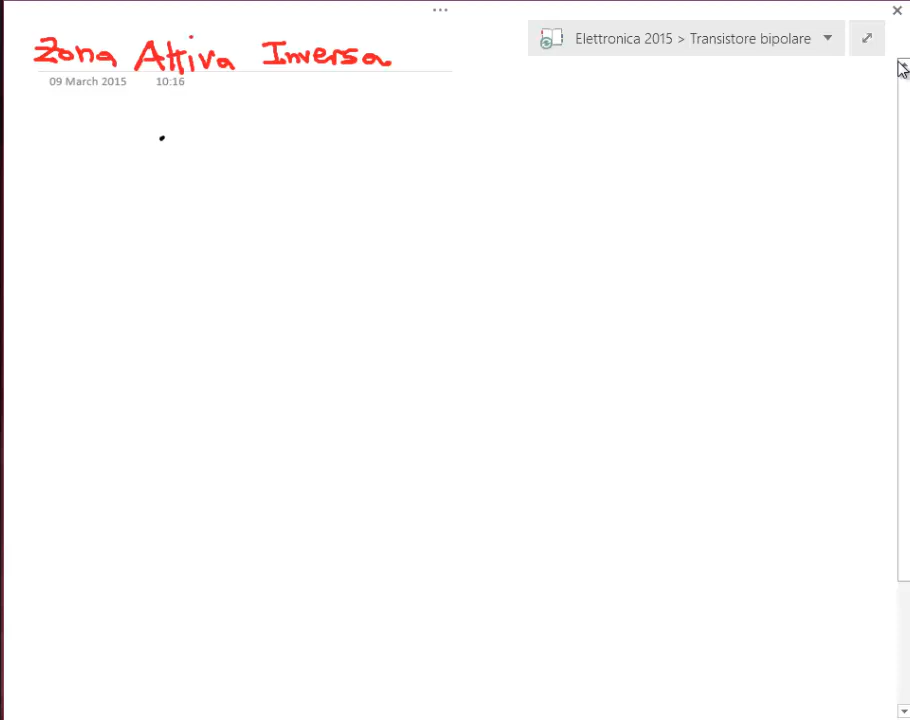 Zona Attiva Inversa
Elettronica 2015 > Transistore bipolare
09 March 2015 10:16